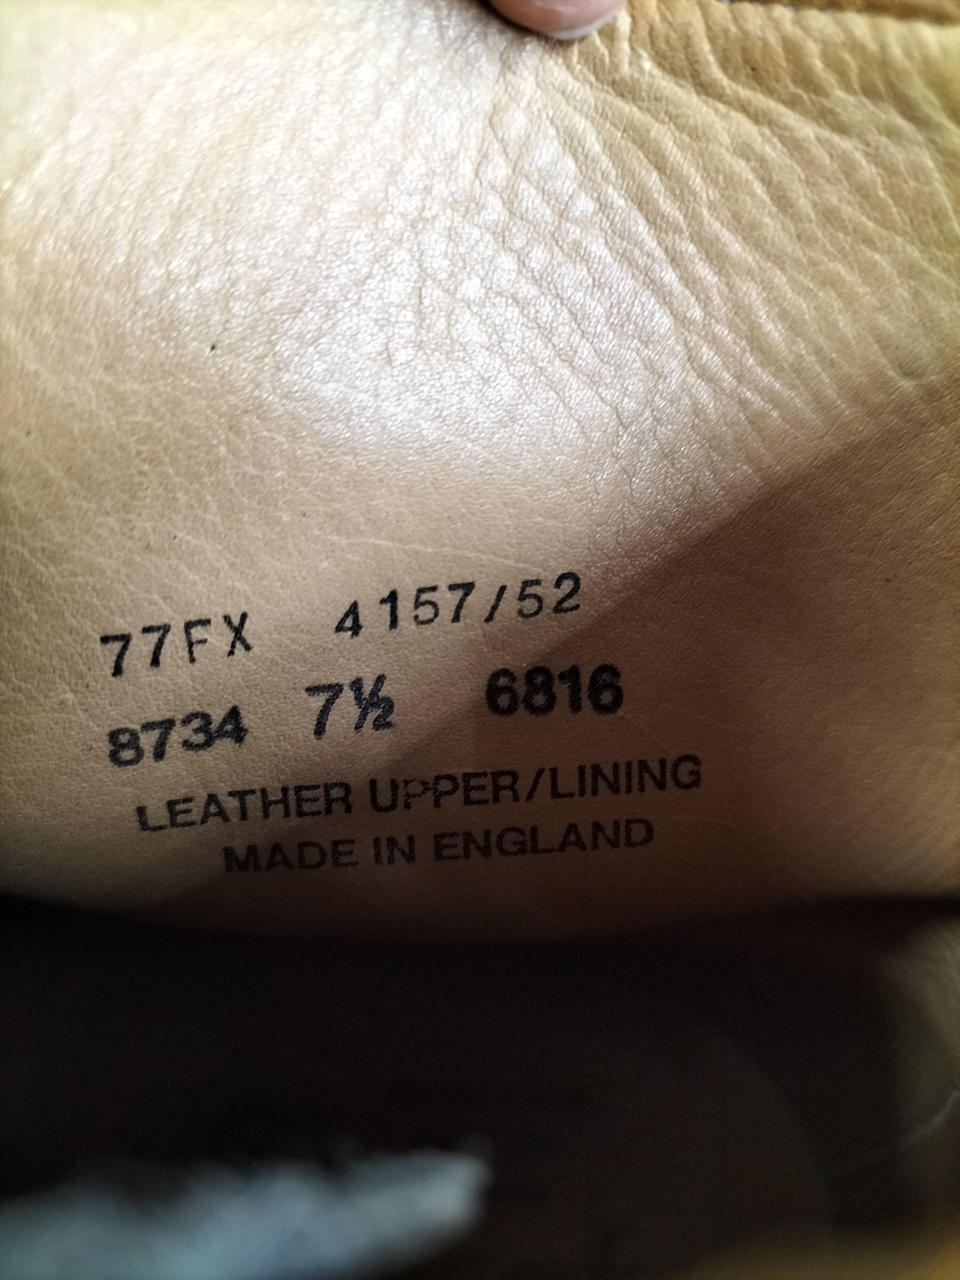 77FX 4157/52
8734 7½ 6816
LEATHER UPPER/LINING
MADE IN ENGLAND